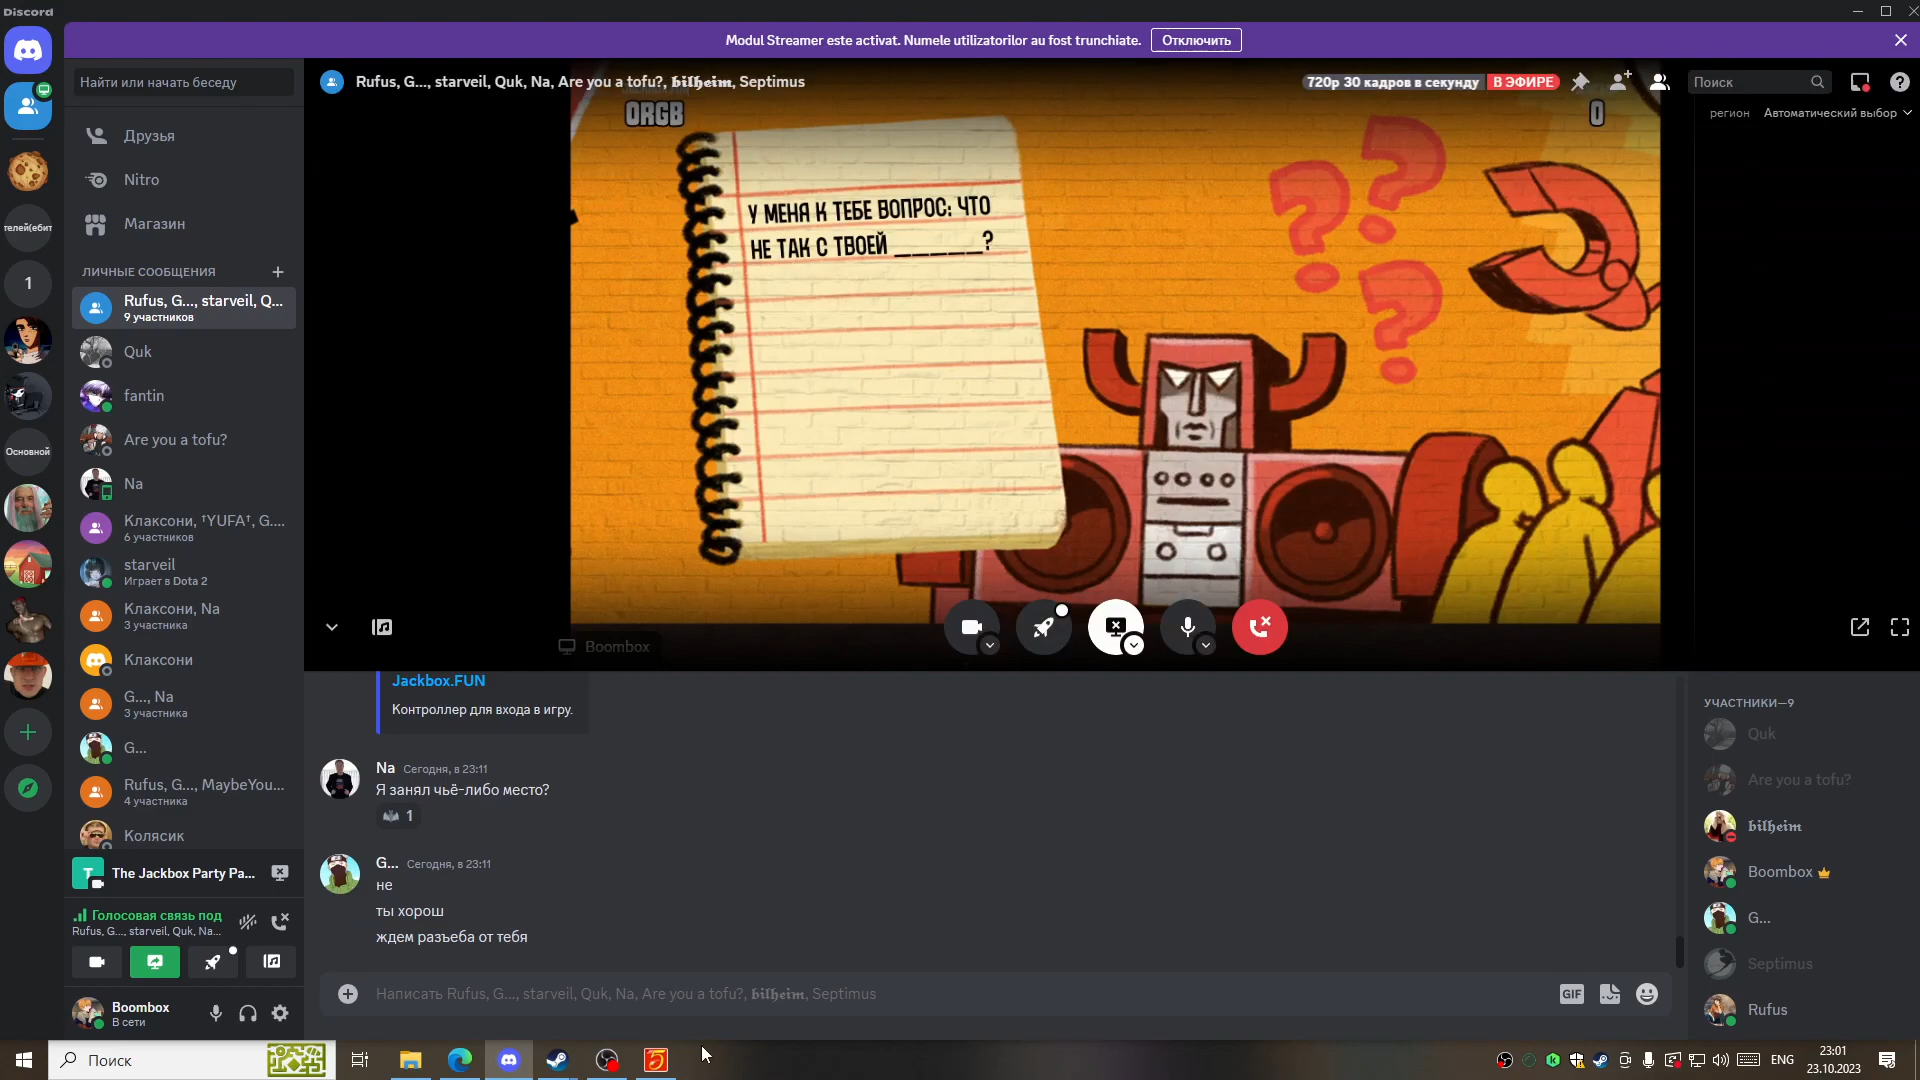 Discord
Modul Streamer este activat. Numele utilizatorilor au fost trunchiate.
Отключить
Найти или начать беседу
Rufus, G..., starveil, Quk, Na, Are you a tofu?, 𝖇𝖎𝖑𝖍𝖊𝖎𝖒, Septimus
720p 30 кадров в секунду
В ЭФИРЕ
Поиск
регион Автоматический выбор
ORGB
0
У МЕНЯ К ТЕБЕ ВОПРОС: ЧТО
НЕ ТАК С ТВОЕЙ ______?
Boombox
телей(ебит
1
Основной
Друзья
Nitro
Магазин
ЛИЧНЫЕ СООБЩЕНИЯ
Rufus, G..., starveil, Q...
9 участников
Quk
fantin
Are you a tofu?
Na
Клаксони, †YUFA†, G....
6 участников
starveil
Играет в Dota 2
Клаксони, Na
3 участника
Клаксони
G..., Na
3 участника
G...
Rufus, G..., MaybeYou...
4 участника
Колясик
T
The Jackbox Party Pa...
Голосовая связь под
Rufus, G..., starveil, Quk, Na...
Boombox
В сети
Jackbox.FUN
Контроллер для входа в игру.
Na Сегодня, в 23:11
Я занял чьё-либо место?
1
G... Сегодня, в 23:11
не
ты хорош
ждем разъеба от тебя
Написать Rufus, G..., starveil, Quk, Na, Are you a tofu?, 𝖇𝖎𝖑𝖍𝖊𝖎𝖒, Septimus
GIF
УЧАСТНИКИ—9
Quk
Are you a tofu?
𝖇𝖎𝖑𝖍𝖊𝖎𝖒
Boombox
G...
Septimus
Rufus
Поиск
5
ENG
23:01
23.10.2023